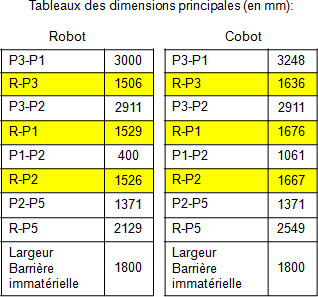 Tableaux des dimensions principales (en mm):
Robot
P3-P1 3000
R-P3 1506
P3-P2 2911
R-P1 1529
P1-P2 400
R-P2 1526
P2-P5 1371
R-P5 2129
Largeur
Barrière 1800
immatérielle
Cobot
P3-P1 3248
R-P3 1636
P3-P2 2911
R-P1 1676
P1-P2 1061
R-P2 1667
P2-P5 1371
R-P5 2549
Largeur
Barrière 1800
immatérielle